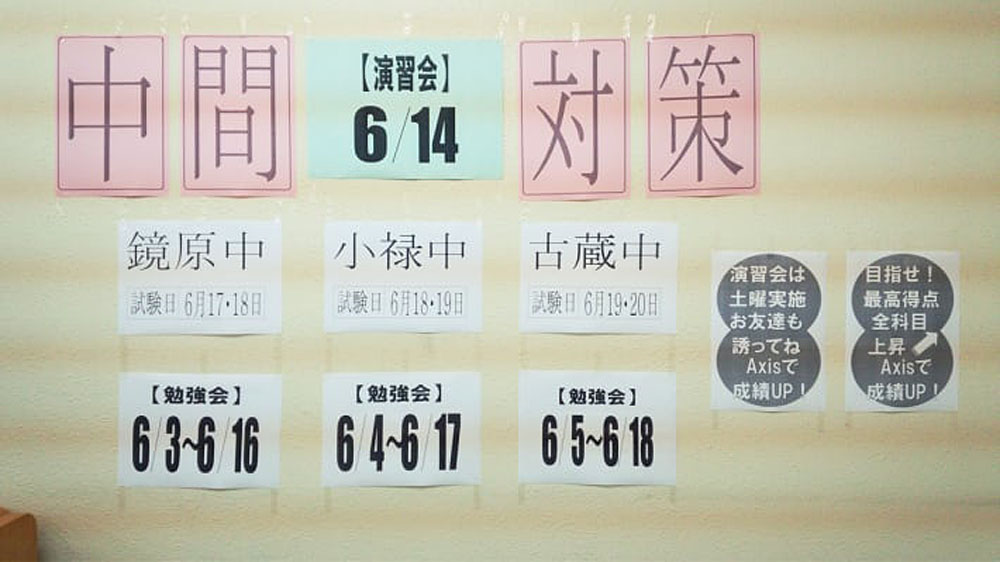 中間
【演習会】
6/14
対策
鏡原中
試験日 6月17・18日
小禄中
試験日 6月18・19日
古蔵中
試験日 6月19・20日
【勉強会】
6/3~6/16
【勉強会】
6/4~6/17
【勉強会】
6/5~6/18
演習会は
土曜実施
お友達も
誘ってね
Axisで
成績UP!
目指せ!
最高得点
全科目
上昇
Axisで
成績UP!